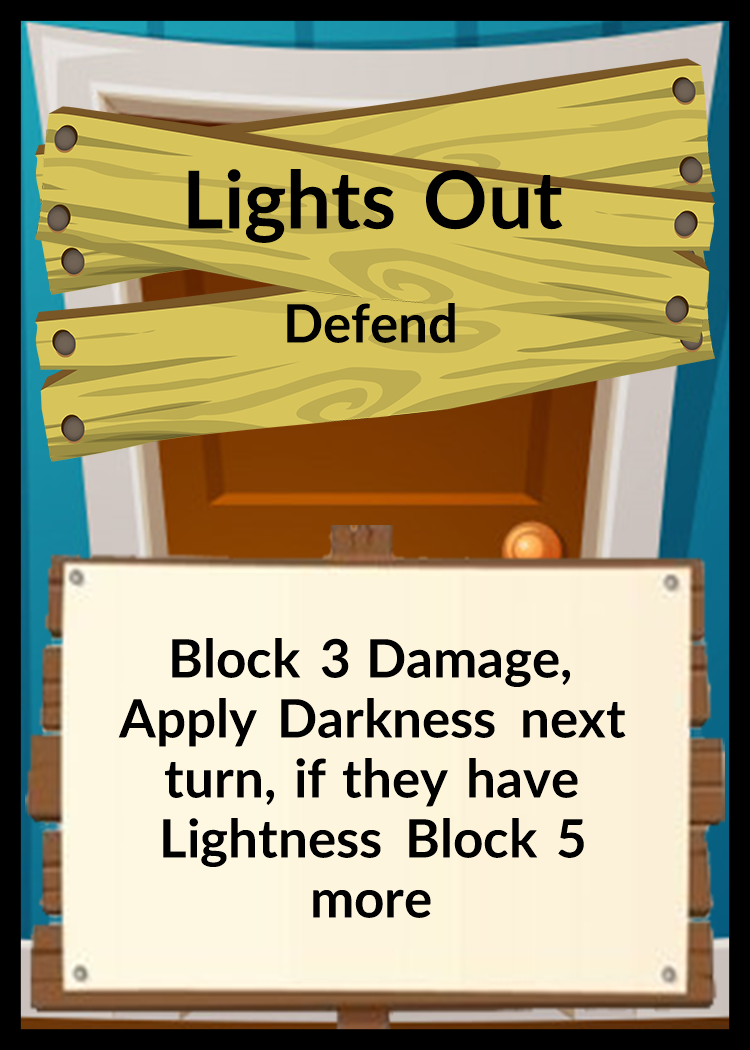 Lights Out
Defend
Block 3 Damage,
Apply Darkness next
turn, if they have
Lightness Block 5
more